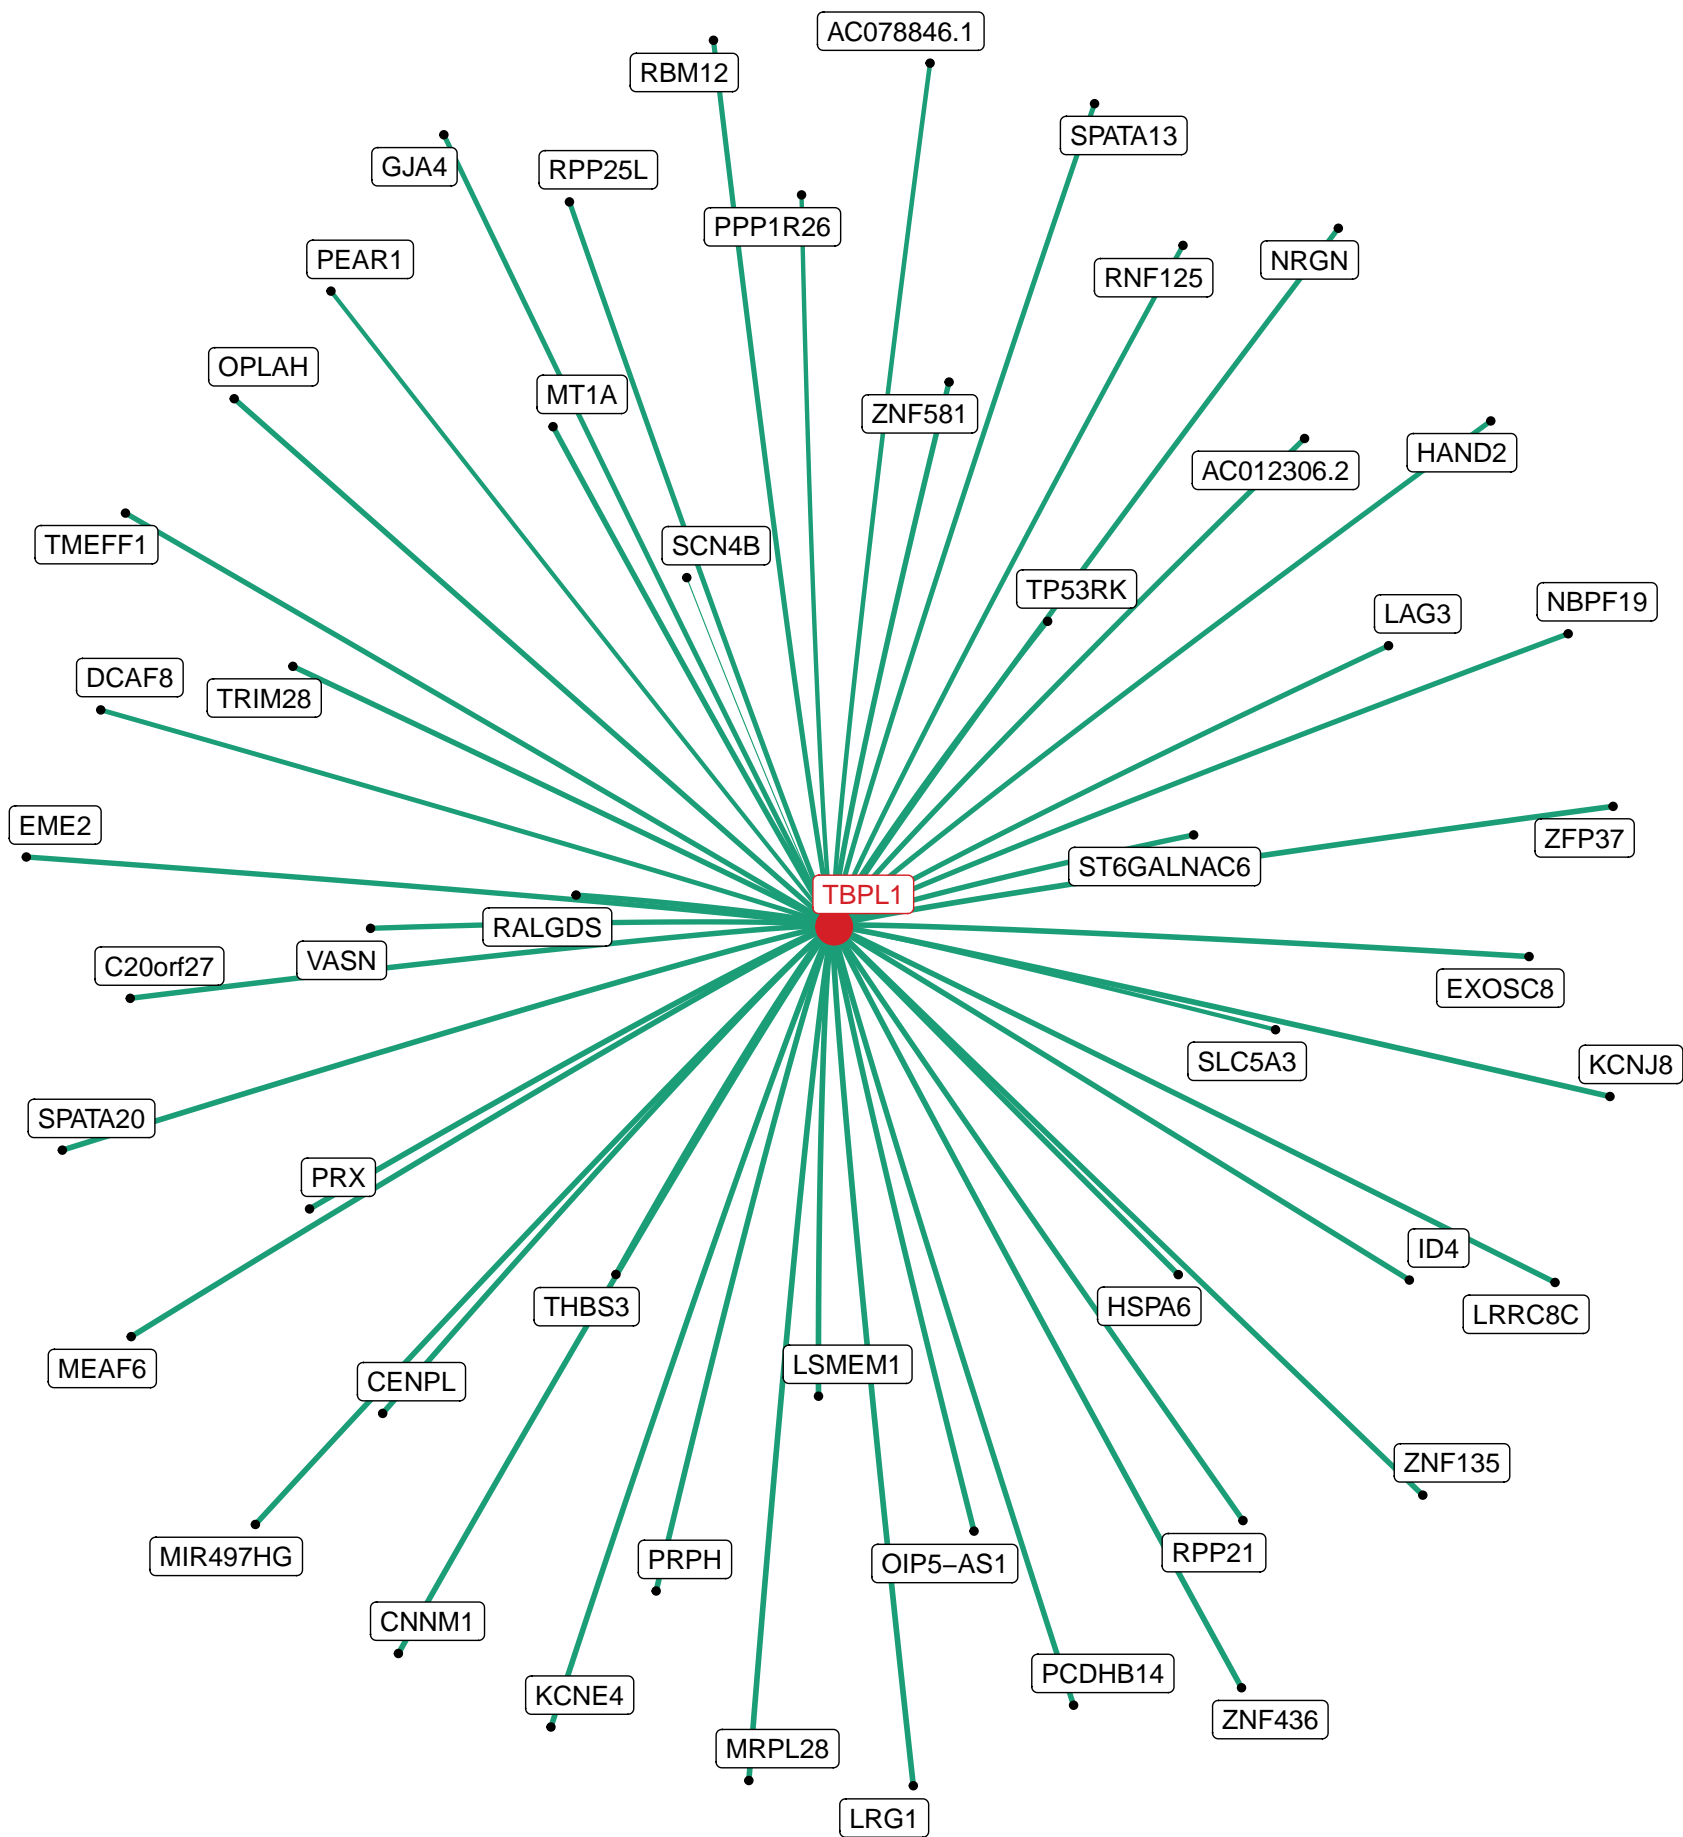 AC078846.1
RBM12
SPATA13
GJA4
RPP25L
PPP1R26
PEAR1
NRGN
RNF125
OPLAH
MT1A
ZNF581
HAND2
AC012306.2
TMEFF1
SCN4B
TP53RK
NBPF19
LAG3
DCAF8
TRIM28
EME2
ZFP37
ST6GALNAC6
TBPL1
RALGDS
VASN
C20orf27
EXOSC8
SLC5A3
KCNJ8
SPATA20
PRX
ID4
THBS3
HSPA6
LRRC8C
MEAF6
LSMEM1
CENPL
ZNF135
MIR497HG
PRPH
OIP5−AS1
RPP21
CNNM1
PCDHB14
KCNE4
ZNF436
MRPL28
LRG1